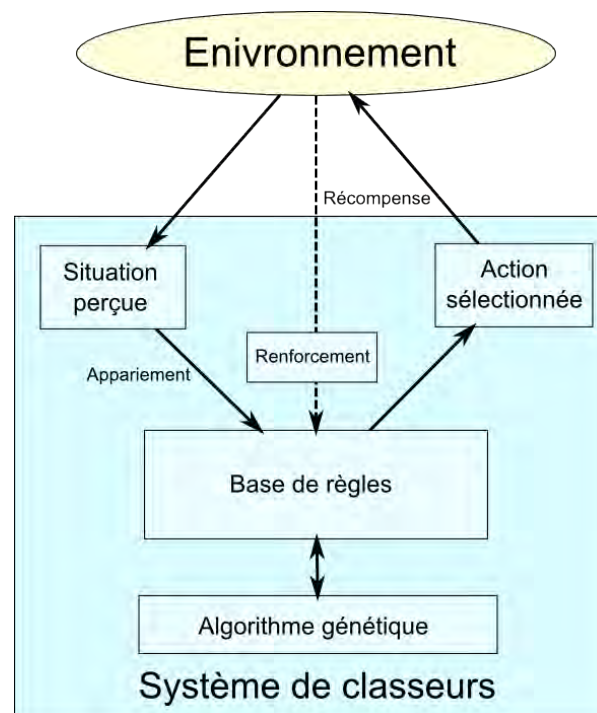 Enivronnement
Récompense
Situation
perçue
Action
sélectionnée
Renforcement
Appariement
Base de règles
Algorithme génétique
Système de classeurs